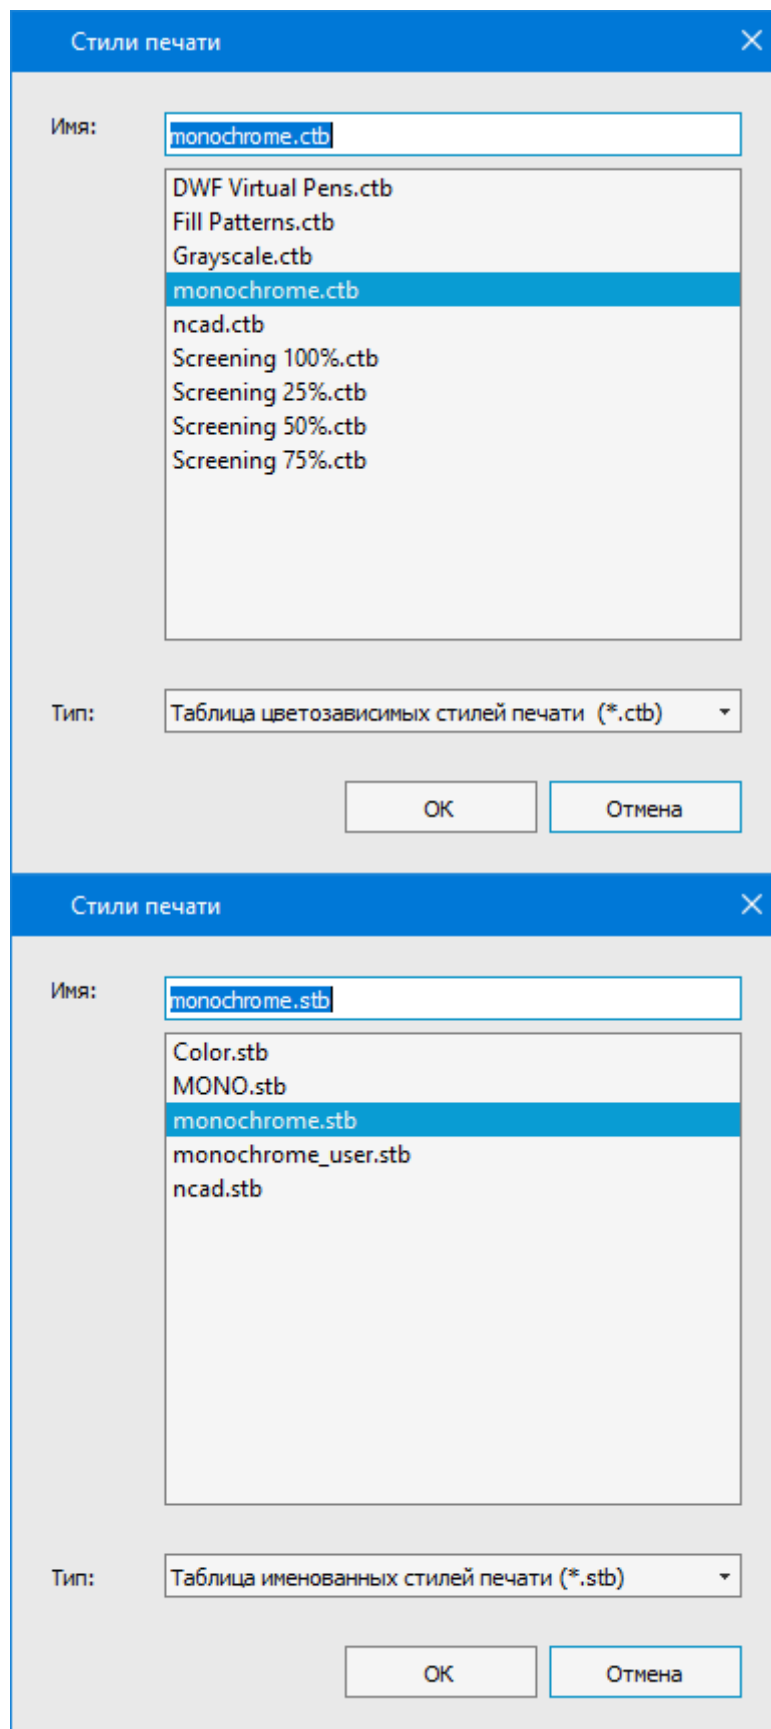 Стили печати
Имя:
monochrome.ctb
DWF Virtual Pens.ctb
Fill Patterns.ctb
Grayscale.ctb
monochrome.ctb
ncad.ctb
Screening 100%.ctb
Screening 25%.ctb
Screening 50%.ctb
Screening 75%.ctb
Тип:
Таблица цветозависимых стилей печати (*.ctb)
ОК
Отмена
Стили печати
Имя:
monochrome.stb
Color.stb
MONO.stb
monochrome.stb
monochrome_user.stb
ncad.stb
Тип:
Таблица именованных стилей печати (*.stb)
ОК
Отмена